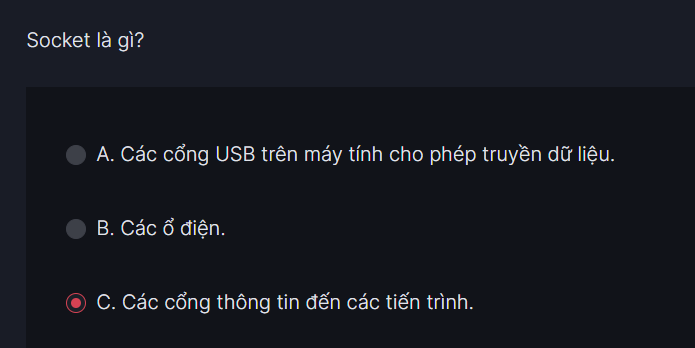 Socket là gì?
A. Các cổng USB trên máy tính cho phép truyền dữ liệu.
B. Các ổ điện.
C. Các cổng thông tin đến các tiến trình.